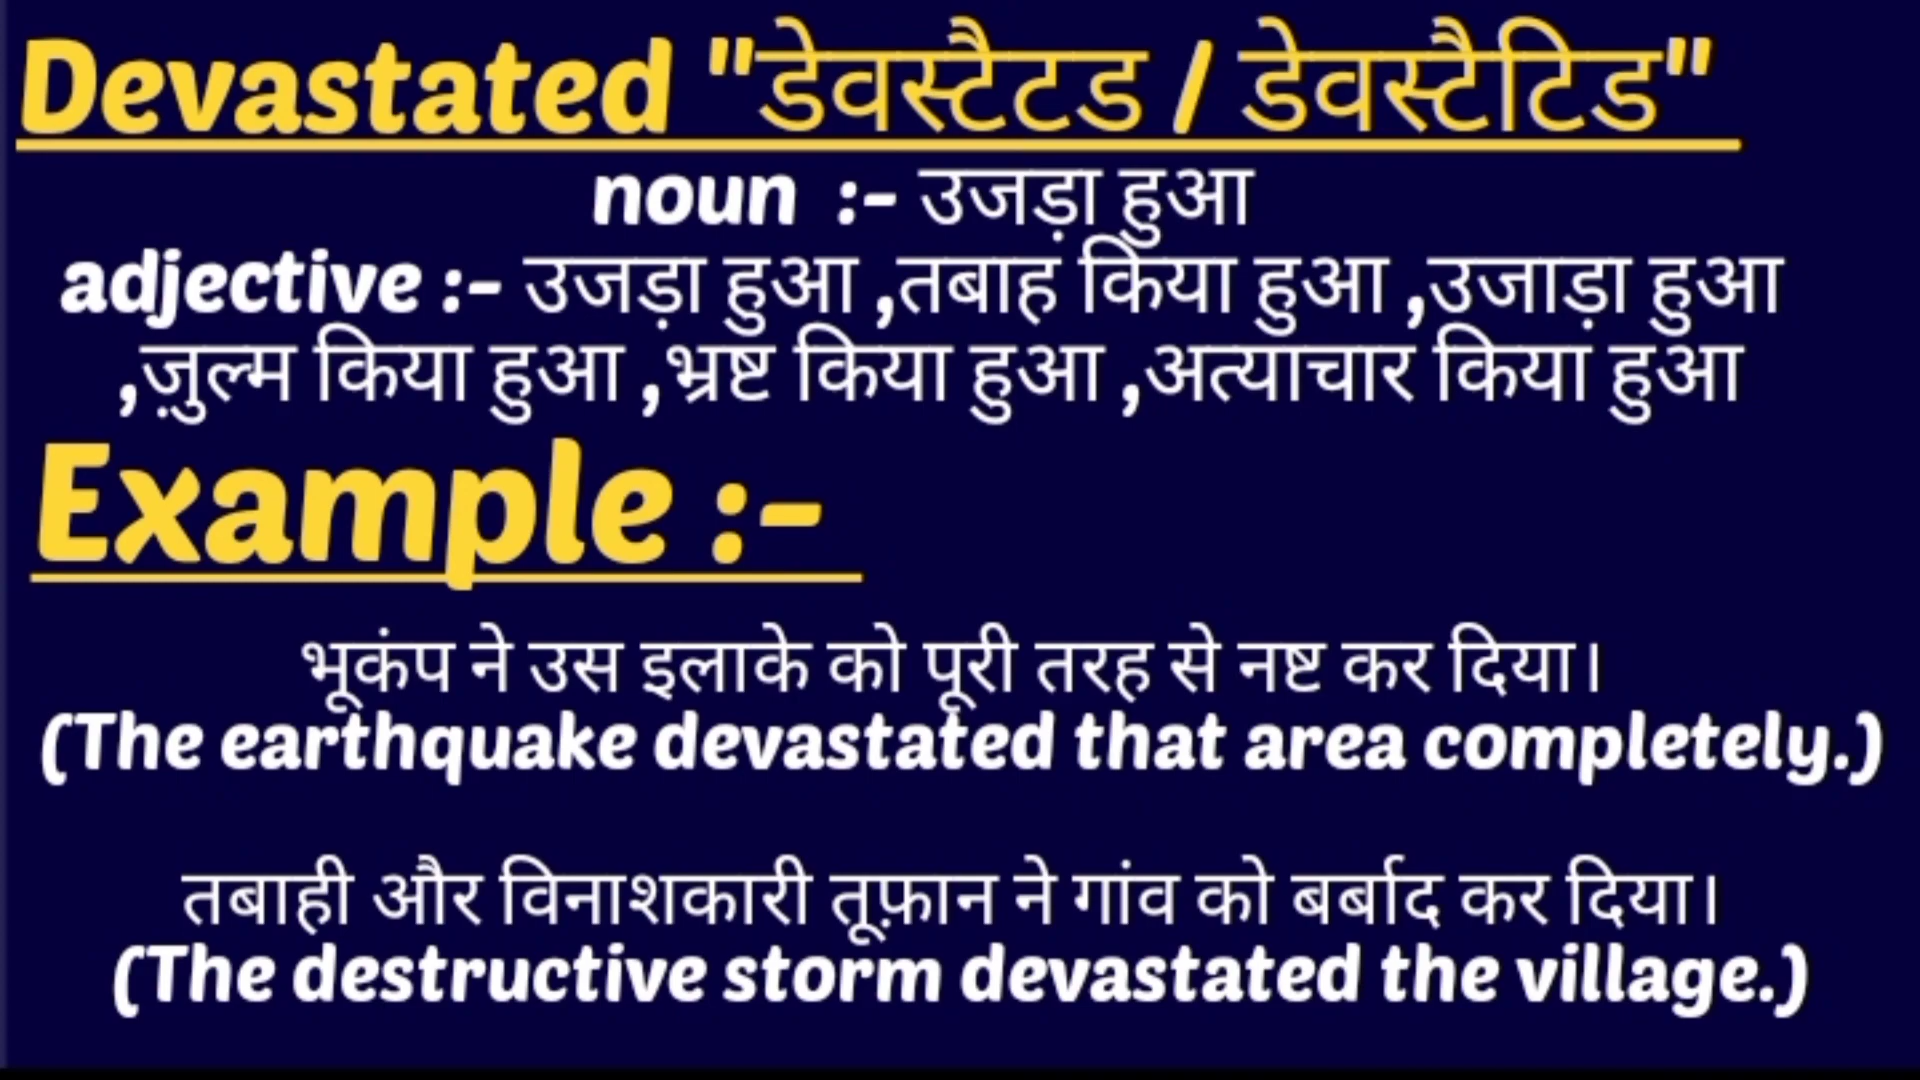 Devastated "डेवस्टैटड / डेवस्टैटिड"
noun :- उजड़ा हुआ
adjective :- उजड़ा हुआ ,तबाह किया हुआ ,उजाड़ा हुआ
,ज़ुल्म किया हुआ ,भ्रष्ट किया हुआ ,अत्याचार किया हुआ
Example :-
भूकंप ने उस इलाके को पूरी तरह से नष्ट कर दिया।
(The earthquake devastated that area completely.)
तबाही और विनाशकारी तूफ़ान ने गांव को बर्बाद कर दिया।
(The destructive storm devastated the village.)